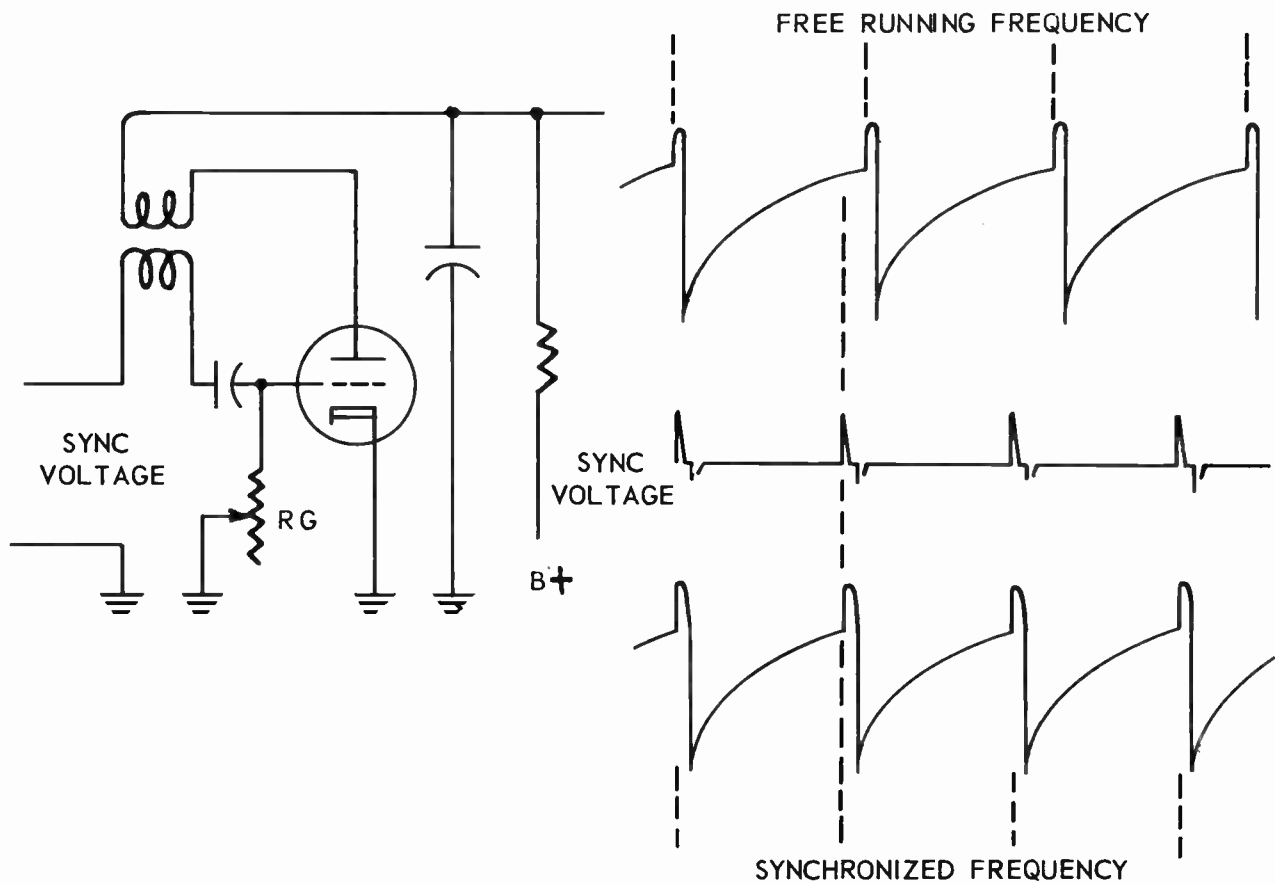 FREE RUNNING FREQUENCY
SYNC
VOLTAGE
RG
B+
SYNC
VOLTAGE
SYNCHRONIZED FREQUENCY